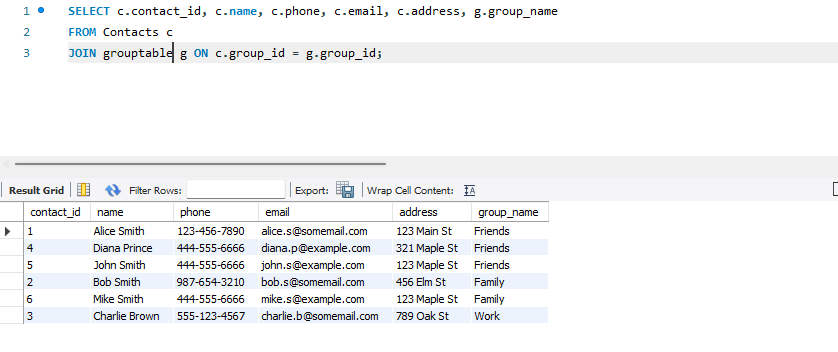 1 SELECT c.contact_id, c.name, c.phone, c.email, c.address, g.group_name
2 FROM Contacts c
3 JOIN grouptable g ON c.group_id = g.group_id;
Result Grid Filter Rows: Export: Wrap Cell Content:
contact_id name phone email address group_name
1 Alice Smith 123-456-7890 alice.s@somemail.com 123 Main St Friends
4 Diana Prince 444-555-6666 diana.p@example.com 321 Maple St Friends
5 John Smith 444-555-6666 john.s@example.com 123 Maple St Friends
2 Bob Smith 987-654-3210 bob.s@somemail.com 456 Elm St Family
6 Mike Smith 444-555-6666 mike.s@example.com 123 Maple St Family
3 Charlie Brown 555-123-4567 charlie.b@somemail.com 789 Oak St Work